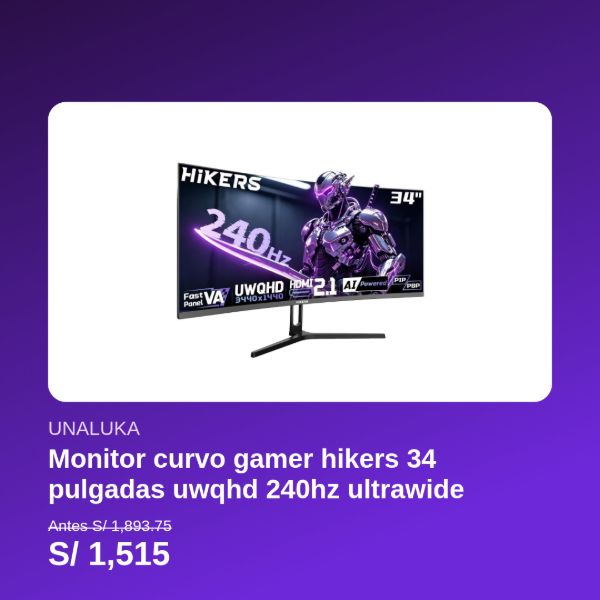 HiKERS
34"
240Hz
Fast Panel VA
UWQHD
3440x1440
HDMI 2.1
AI Powered
PIP
PBP
UNALUKA
Monitor curvo gamer hikers 34
pulgadas uwqhd 240hz ultrawide
Antes S/ 1,893.75
S/ 1,515